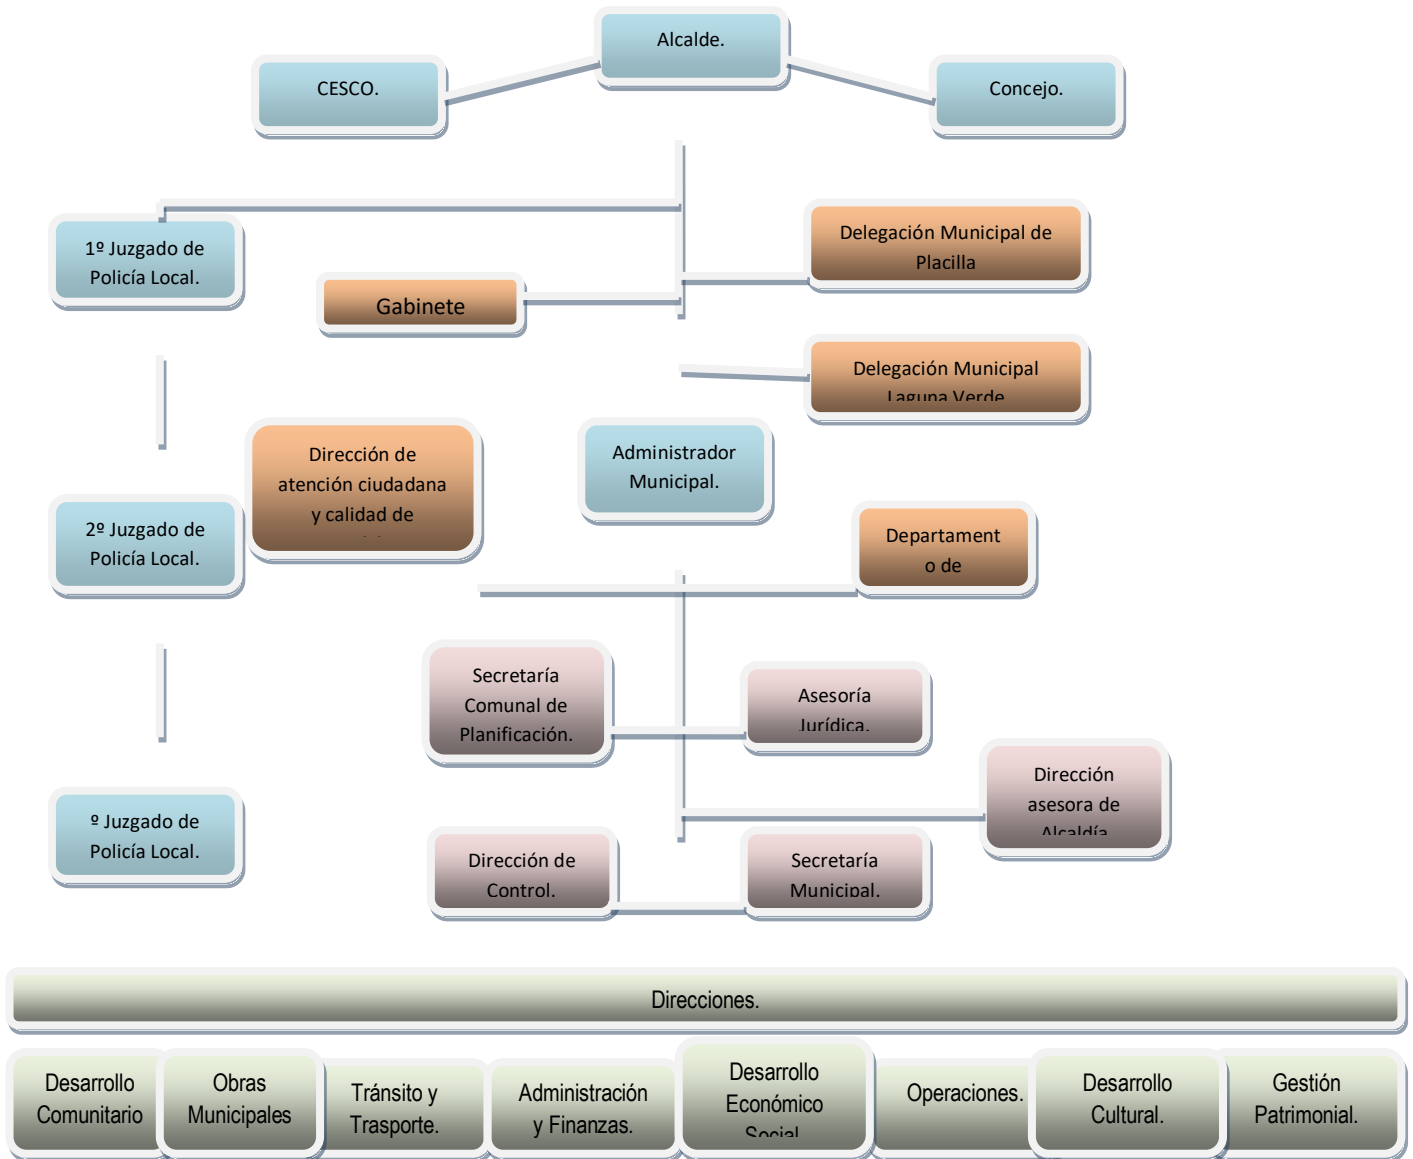 Alcalde.
CESCO.
Concejo.
1º Juzgado de
Policía Local.
Delegación Municipal de
Placilla
Gabinete
Delegación Municipal
Laguna Verde
Dirección de
atención ciudadana
y calidad de
Administrador
Municipal.
2º Juzgado de
Policía Local.
Departament
o de
Secretaría
Comunal de
Planificación.
Asesoría
Jurídica.
Dirección
asesora de
Alcaldía
º Juzgado de
Policía Local.
Dirección de
Control.
Secretaría
Municipal.
Direcciones.
Desarrollo
Comunitario
Obras
Municipales
Tránsito y
Trasporte.
Administración
y Finanzas.
Desarrollo
Económico
Social
Operaciones.
Desarrollo
Cultural.
Gestión
Patrimonial.